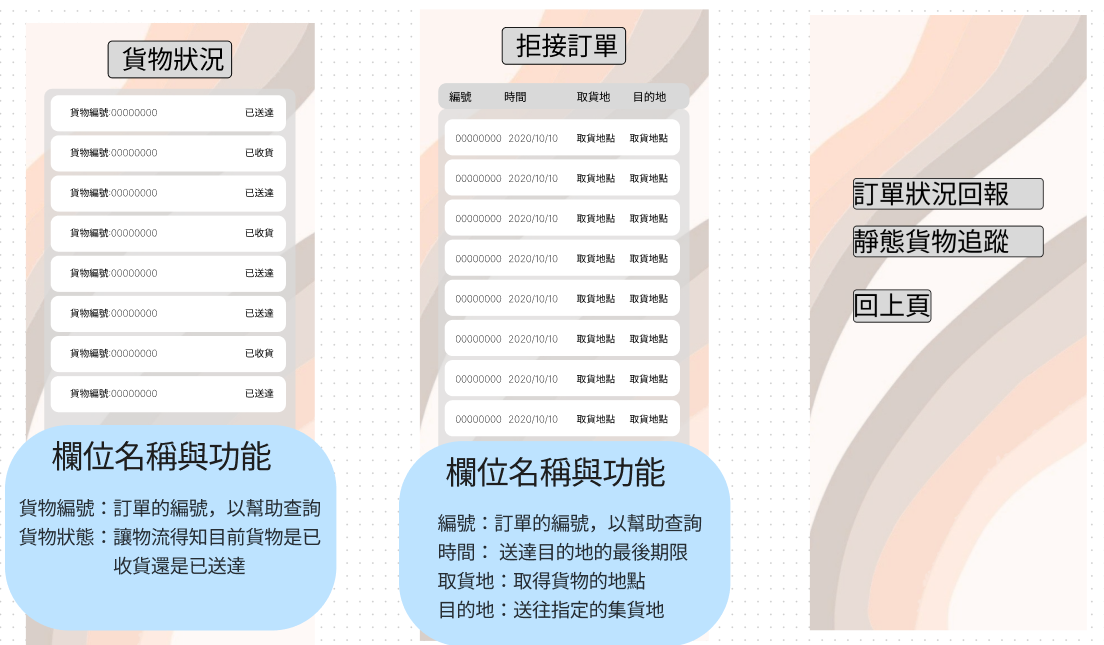 貨物狀況
貨物編號:00000000 已送達
貨物編號:00000000 已收貨
貨物編號:00000000 已送達
貨物編號:00000000 已收貨
貨物編號:00000000 已送達
貨物編號:00000000 已送達
貨物編號:00000000 已收貨
貨物編號:00000000 已送達
欄位名稱與功能
貨物編號：訂單的編號，以幫助查詢
貨物狀態：讓物流得知目前貨物是已
收貨還是已送達
拒接訂單
編號 時間 取貨地 目的地
00000000 2020/10/10 取貨地點 取貨地點
00000000 2020/10/10 取貨地點 取貨地點
00000000 2020/10/10 取貨地點 取貨地點
00000000 2020/10/10 取貨地點 取貨地點
00000000 2020/10/10 取貨地點 取貨地點
00000000 2020/10/10 取貨地點 取貨地點
00000000 2020/10/10 取貨地點 取貨地點
00000000 2020/10/10 取貨地點 取貨地點
欄位名稱與功能
編號：訂單的編號，以幫助查詢
時間： 送達目的地的最後期限
取貨地：取得貨物的地點
目的地：送往指定的集貨地
訂單狀況回報
靜態貨物追蹤
回上頁